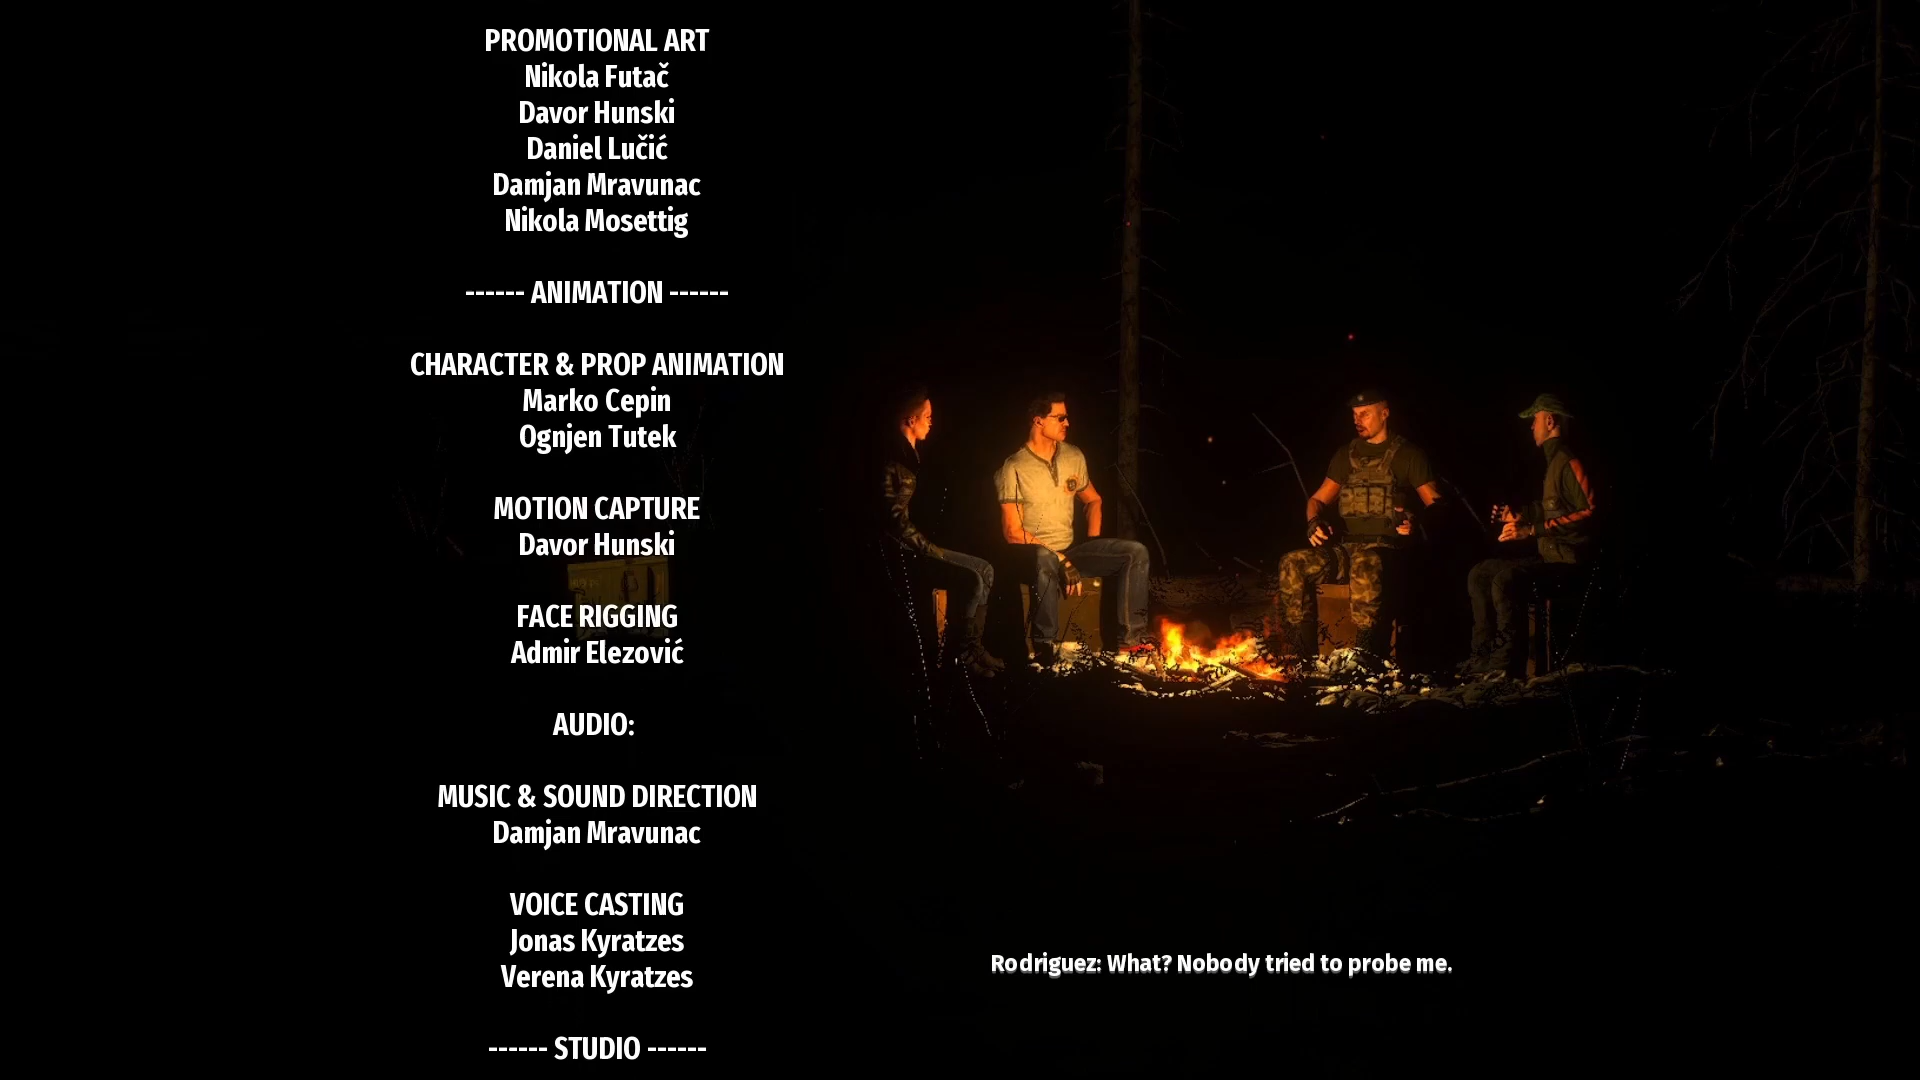 PROMOTIONAL ART
Nikola Futač
Davor Hunski
Daniel Lučić
Damjan Mravunac
Nikola Mosettig
------ ANIMATION ------
CHARACTER & PROP ANIMATION
Marko Cepin
Ognjen Tutek
MOTION CAPTURE
Davor Hunski
FACE RIGGING
Admir Elezović
AUDIO:
MUSIC & SOUND DIRECTION
Damjan Mravunac
VOICE CASTING
Jonas Kyratzes
Verena Kyratzes
------ STUDIO ------
Rodriguez: What? Nobody tried to probe me.